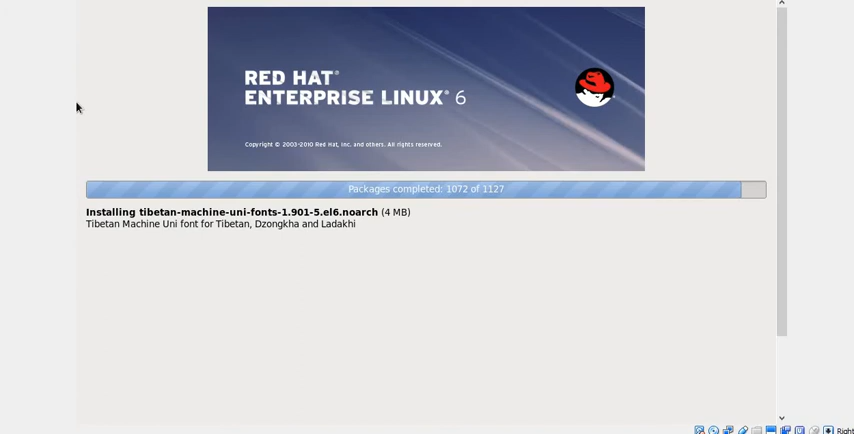 RED HAT®
ENTERPRISE LINUX® 6
Copyright © 2003-2010 Red Hat, Inc. and others. All rights reserved.
Packages completed: 1072 of 1127
Installing tibetan-machine-uni-fonts-1.901-5.el6.noarch (4 MB)
Tibetan Machine Uni font for Tibetan, Dzongkha and Ladakhi
Right